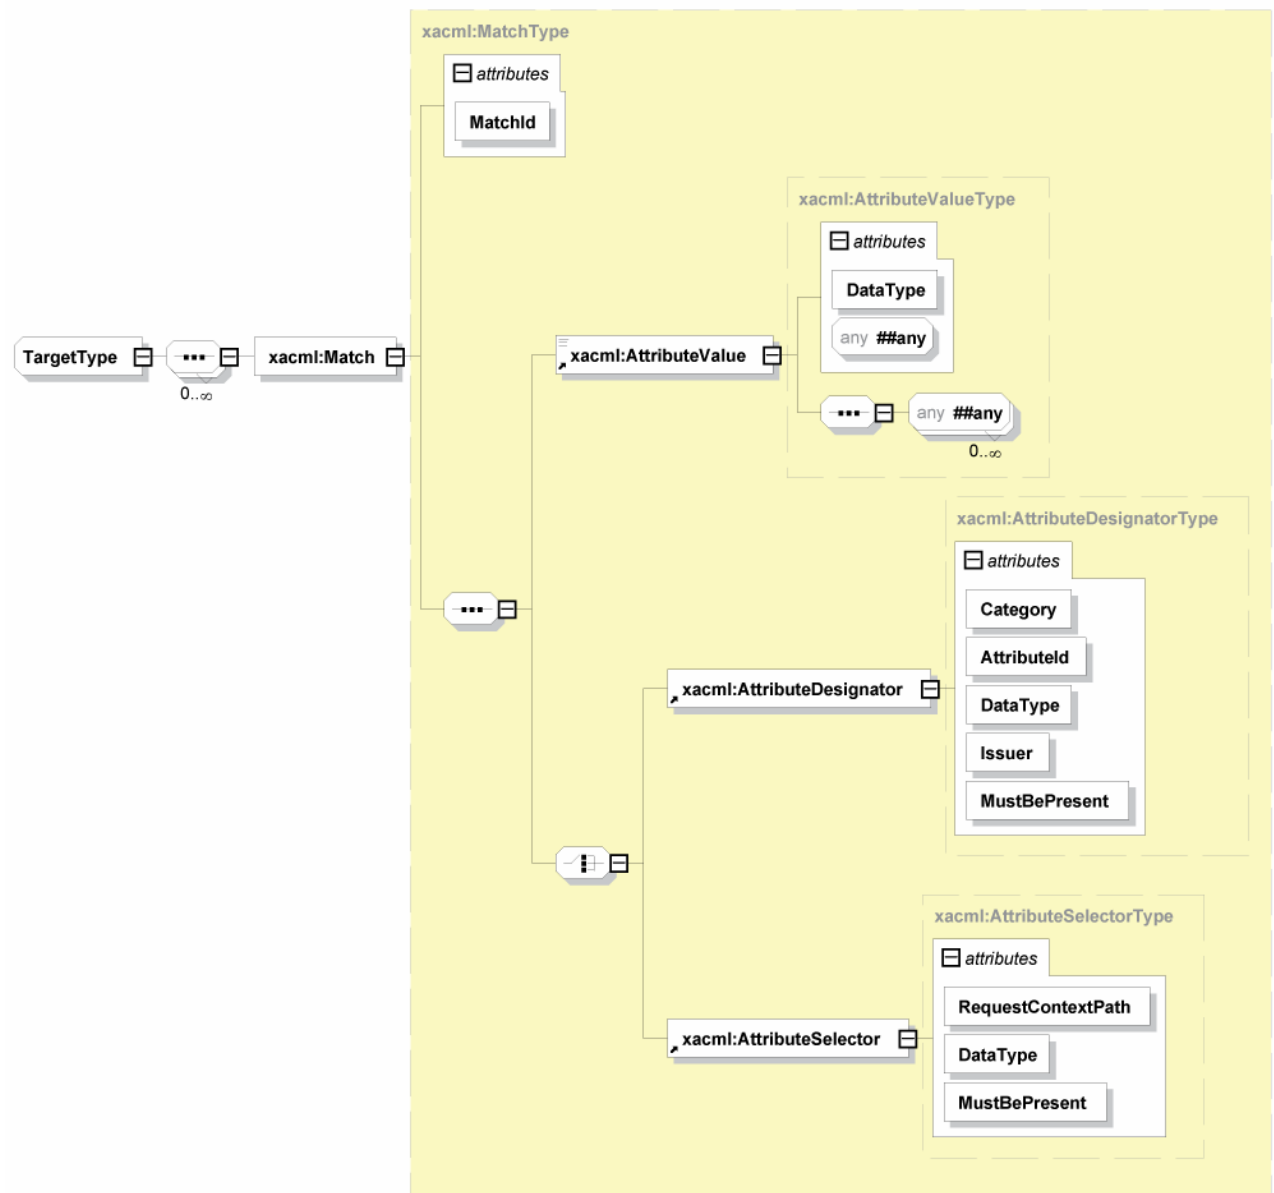 xacml:MatchType
attributes
MatchId
xacml:AttributeValueType
attributes
DataType
any ##any
TargetType
0..∞
xacml:Match
xacml:AttributeValue
any ##any
0..∞
xacml:AttributeDesignatorType
attributes
Category
AttributeId
DataType
Issuer
MustBePresent
xacml:AttributeDesignator
xacml:AttributeSelectorType
attributes
RequestContextPath
DataType
MustBePresent
xacml:AttributeSelector